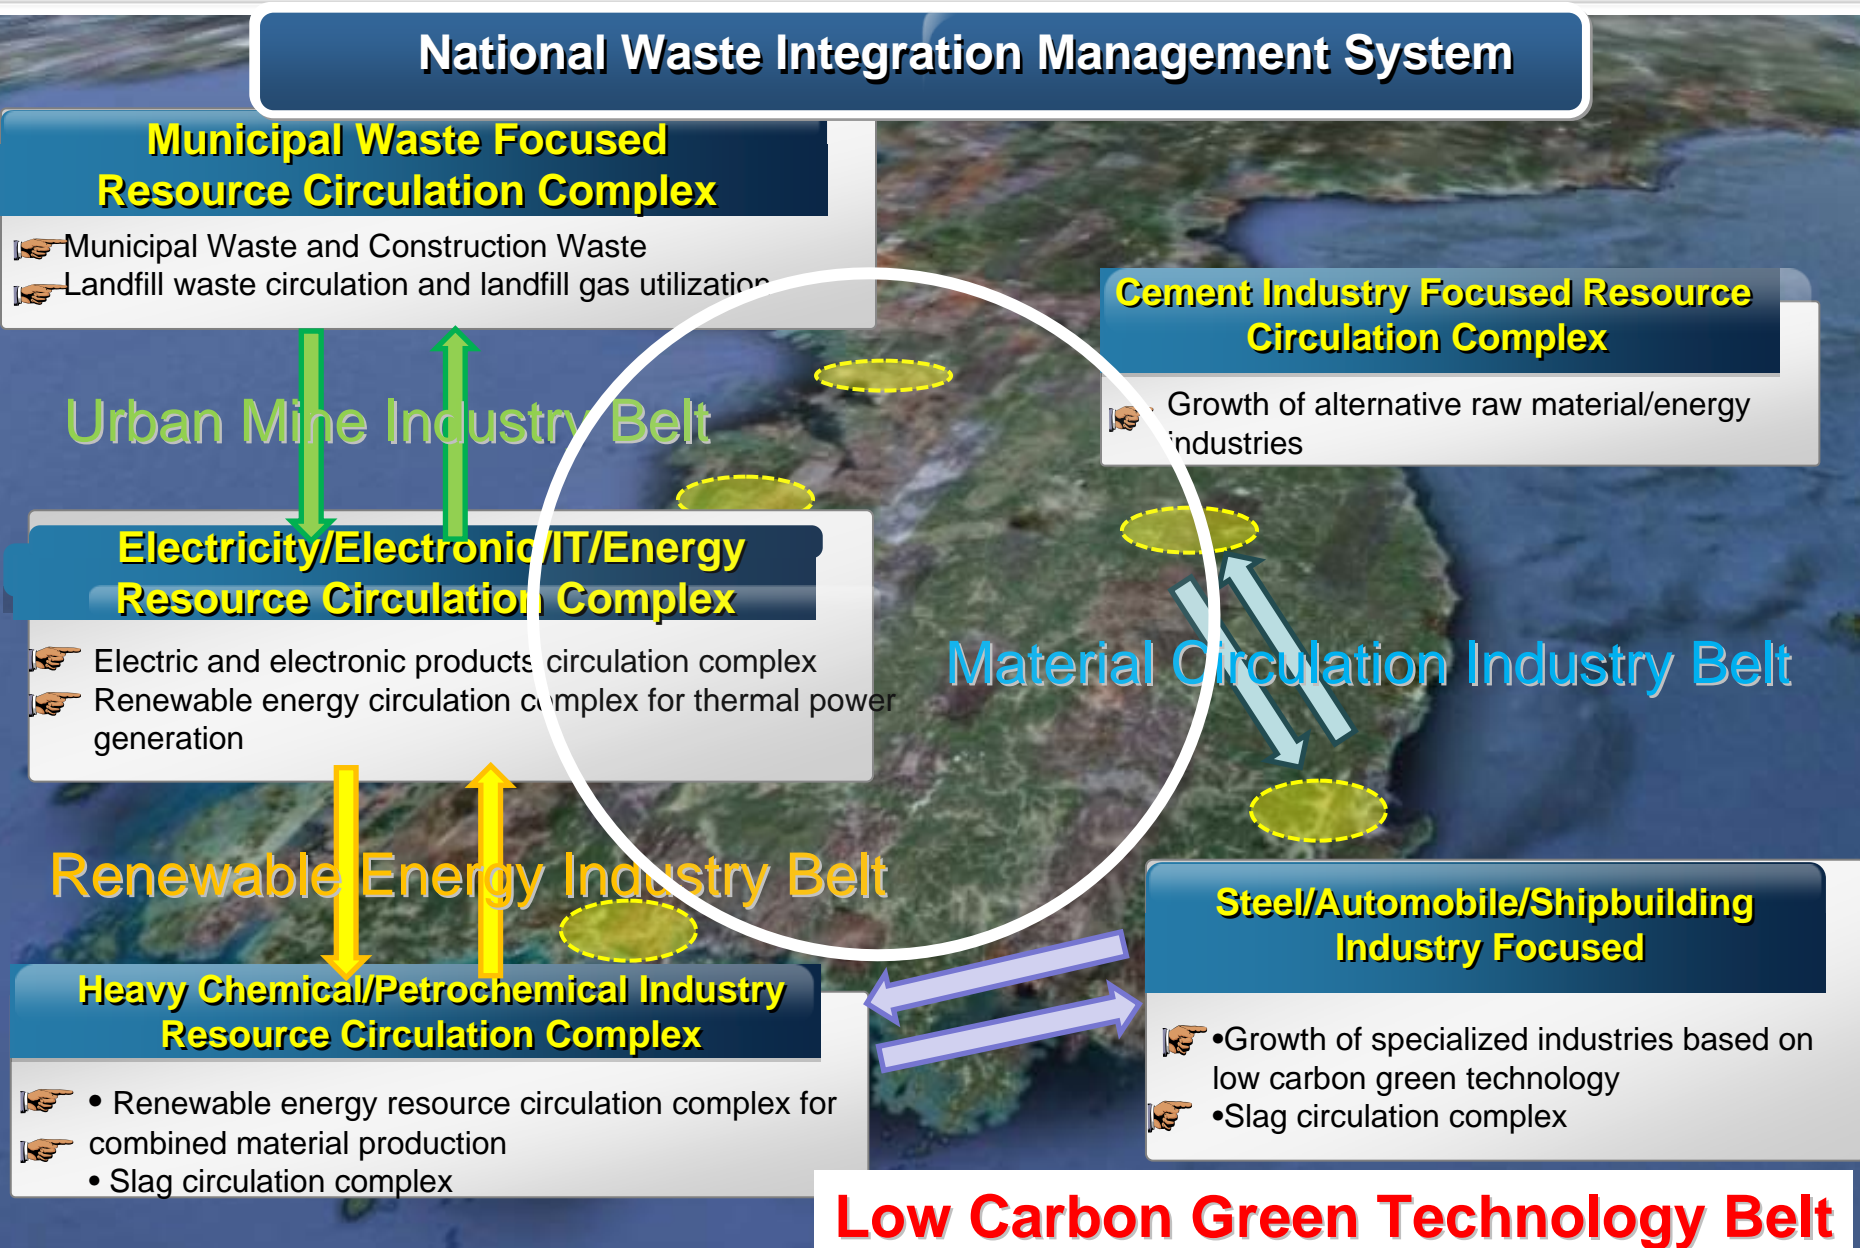 National Waste Integration Management System
Municipal Waste Focused
Resource Circulation Complex
Municipal Waste and Construction Waste
Landfill waste circulation and landfill gas utilization
Cement Industry Focused Resource
Circulation Complex
Growth of alternative raw material/energy
industries
Urban Mine Industry Belt
Electricity/Electronic/IT/Energy
Resource Circulation Complex
Electric and electronic products circulation complex
Renewable energy circulation complex for thermal power
generation
Material Circulation Industry Belt
Renewable Energy Industry Belt
Steel/Automobile/Shipbuilding
Industry Focused
•Growth of specialized industries based on
low carbon green technology
•Slag circulation complex
Heavy Chemical/Petrochemical Industry
Resource Circulation Complex
• Renewable energy resource circulation complex for
combined material production
• Slag circulation complex
Low Carbon Green Technology Belt